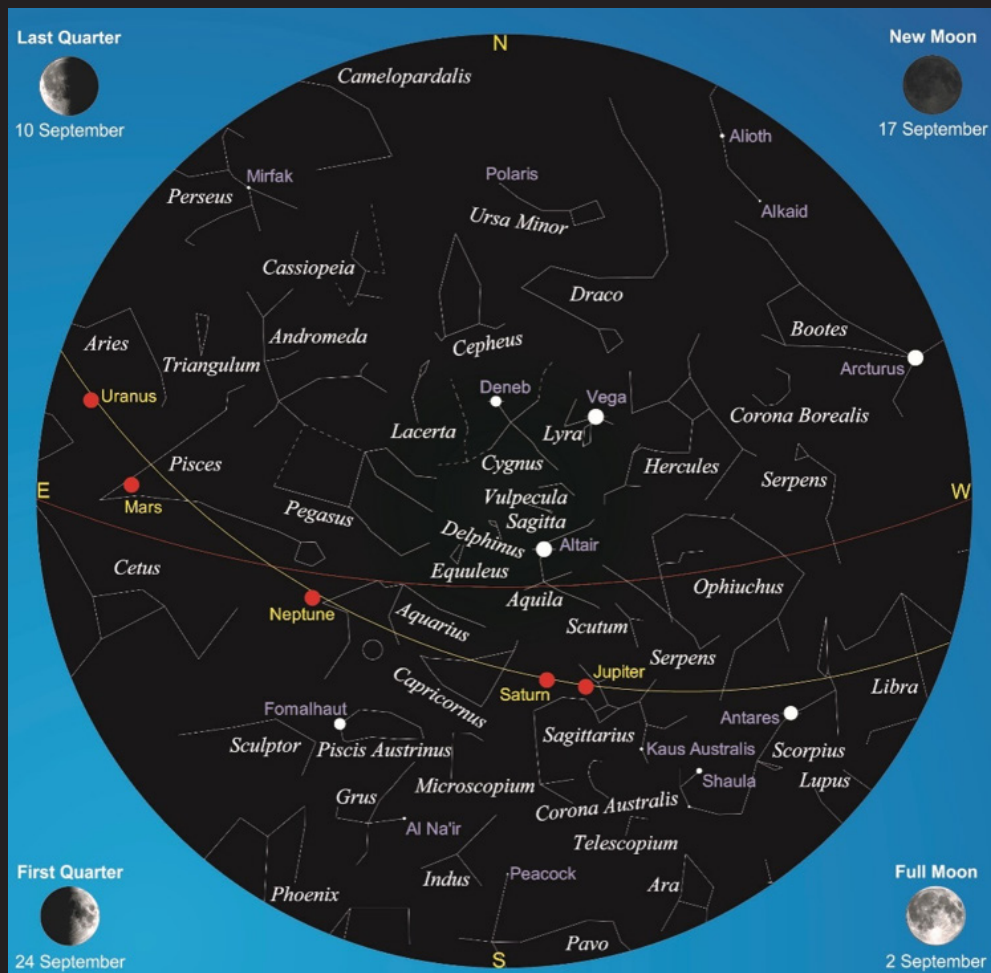 Last Quarter
10 September
New Moon
17 September
N
Camelopardalis
Alioth
Mirfak
Polaris
Perseus
Alkaid
Ursa Minor
Cassiopeia
Draco
Bootes
Andromeda
Aries
Cepheus
Triangulum
Arcturus
Uranus
Deneb
Vega
Corona Borealis
Lacerta
Lyra
Pisces
Cygnus
Hercules
Serpens
E
W
Vulpecula
Mars
Pegasus
Sagitta
Delphinus
Altair
Cetus
Equuleus
Ophiuchus
Neptune
Aquila
Aquarius
Scutum
Serpens
Jupiter
Capricornus
Saturn
Libra
Fomalhaut
Antares
Sculptor
Piscis Austrinus
Sagittarius
Kaus Australis
Scorpius
Microscopium
Shaula
Lupus
Grus
Corona Australis
Al Na'ir
Telescopium
Indus
Peacock
Ara
Phoenix
Pavo
S
First Quarter
24 September
Full Moon
2 September